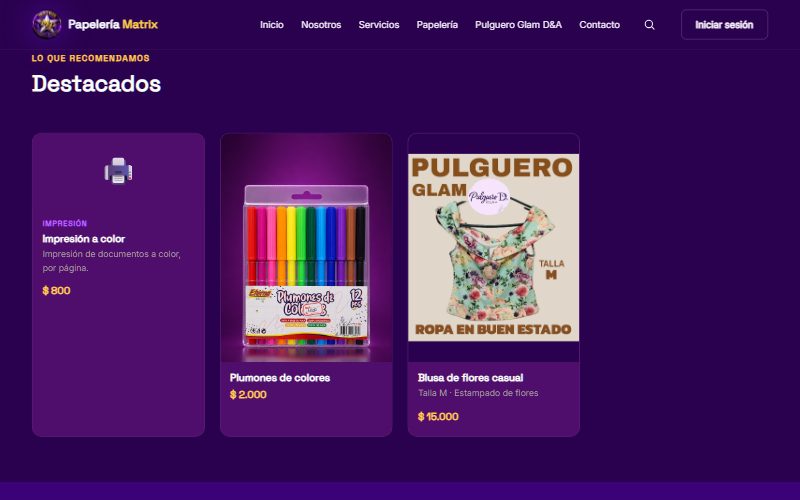 Papelería Matrix
Inicio
Nosotros
Servicios
Papelería
Pulguero Glam D&A
Contacto
Iniciar sesión
LO QUE RECOMENDAMOS
Destacados
IMPRESIÓN
Impresión a color
Impresión de documentos a color,
por página.
$ 800
Plumones de
12
Plumones de colores
$ 2.000
PULGUERO
GLAM
TALLA
M
ROPA EN BUEN ESTADO
Blusa de flores casual
Talla M · Estampado de flores
$ 15.000